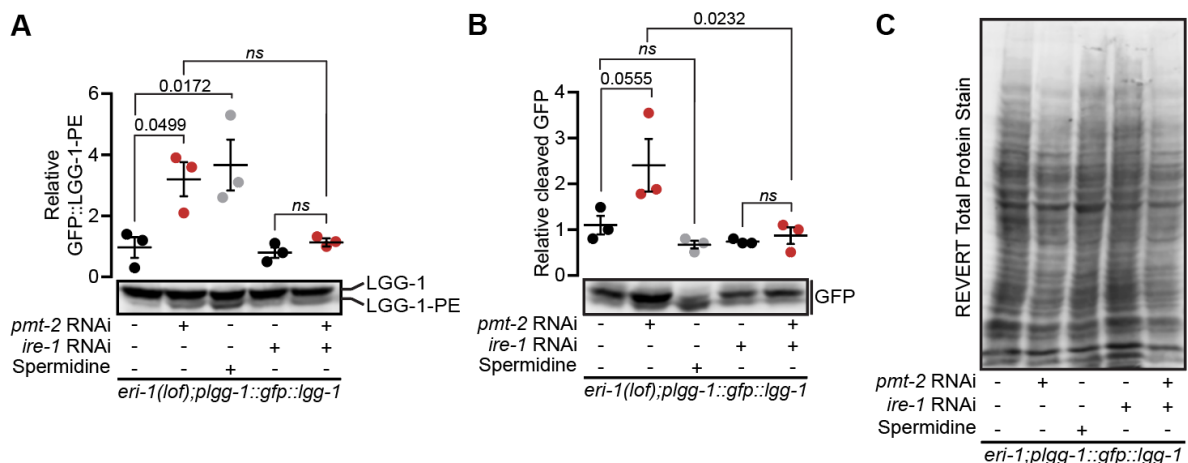 A
Relative
GFP::LGG-1-PE
ns
0.0172
0.0499
ns
6
4
2
0
LGG-1
LGG-1-PE
pmt-2 RNAi - + - - +
ire-1 RNAi - - - + +
Spermidine - - + - -
eri-1(lof);plgg-1::gfp::lgg-1
B
Relative cleaved GFP
0.0232
ns
0.0555
ns
4
3
2
1
0
GFP
pmt-2 RNAi - + - - +
ire-1 RNAi - - - + +
Spermidine - - + - -
eri-1(lof);plgg-1::gfp::lgg-1
C
REVERT Total Protein Stain
pmt-2 RNAi - + - - +
ire-1 RNAi - - - + +
Spermidine - - + - -
eri-1;plgg-1::gfp::lgg-1